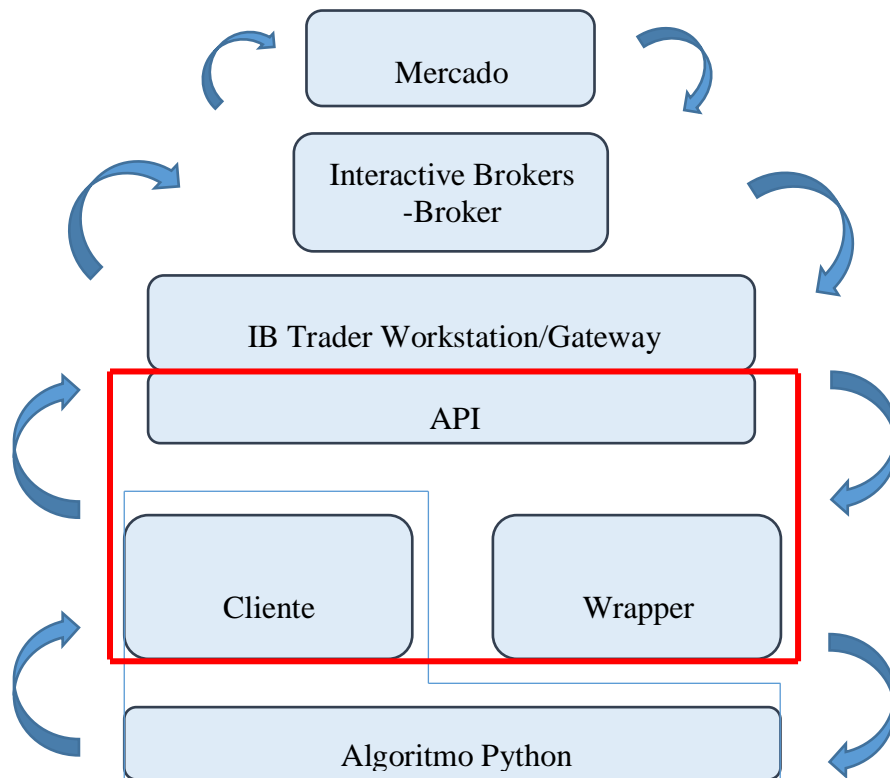 Mercado
Interactive Brokers
-Broker
IB Trader Workstation/Gateway
API
Cliente
Wrapper
Algoritmo Python